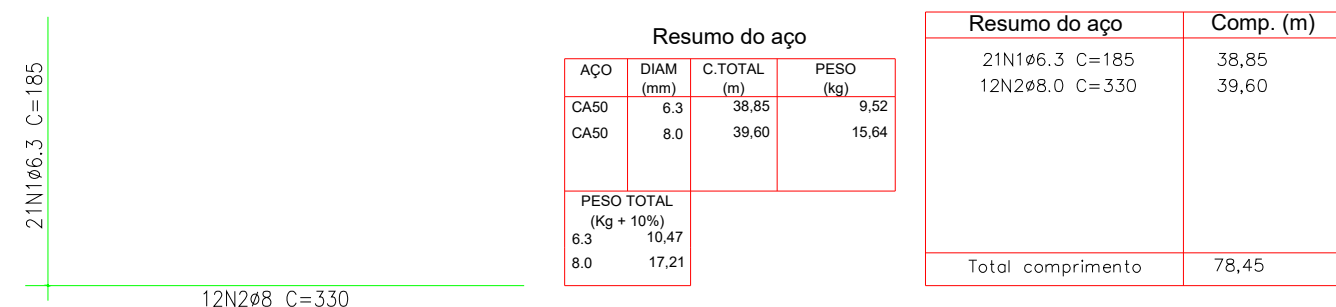 21N1ø6.3 C=185
12N2ø8 C=330
Resumo do aço
AÇO DIAM C.TOTAL PESO
(mm) (m) (kg)
CA50 6.3 38,85 9,52
CA50 8.0 39,60 15,64
PESO TOTAL
(Kg + 10%)
6.3 10,47
8.0 17,21
Resumo do aço Comp. (m)
21N1ø6.3 C=185 38,85
12N2ø8.0 C=330 39,60
Total comprimento 78,45